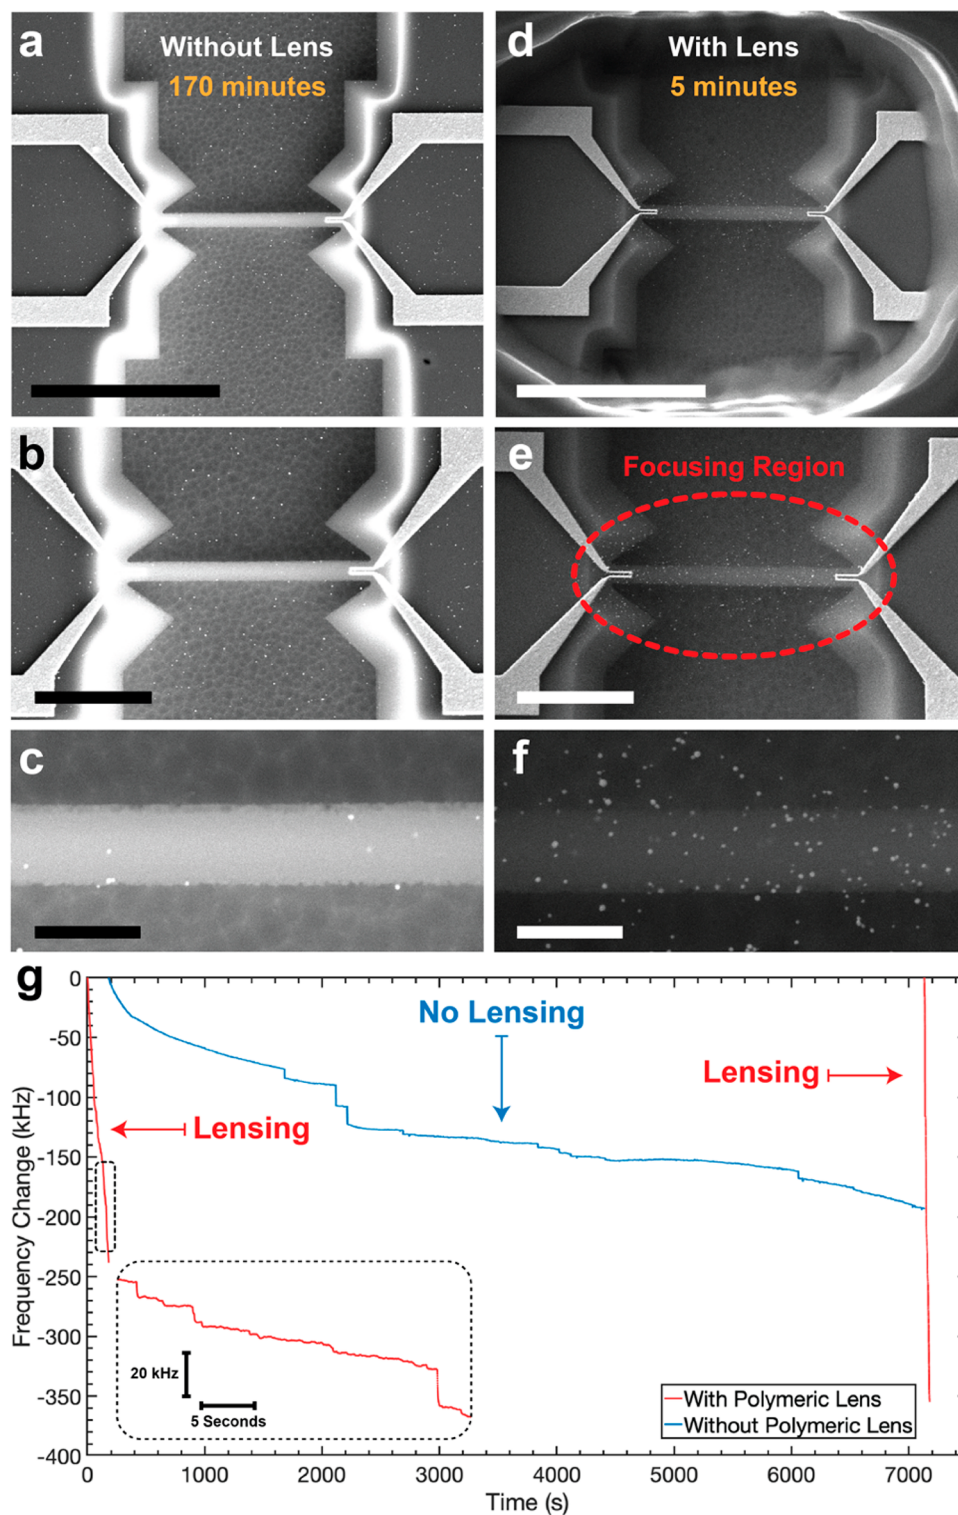 a
Without Lens
170 minutes
d
With Lens
5 minutes
b
e
Focusing Region
c
f
g
No Lensing
Lensing
Lensing
Frequency Change (kHz)
0
-50
-100
-150
-200
-250
-300
-350
-400
20 kHz
5 Seconds
With Polymeric Lens
Without Polymeric Lens
0
1000
2000
3000
4000
5000
6000
7000
Time (s)